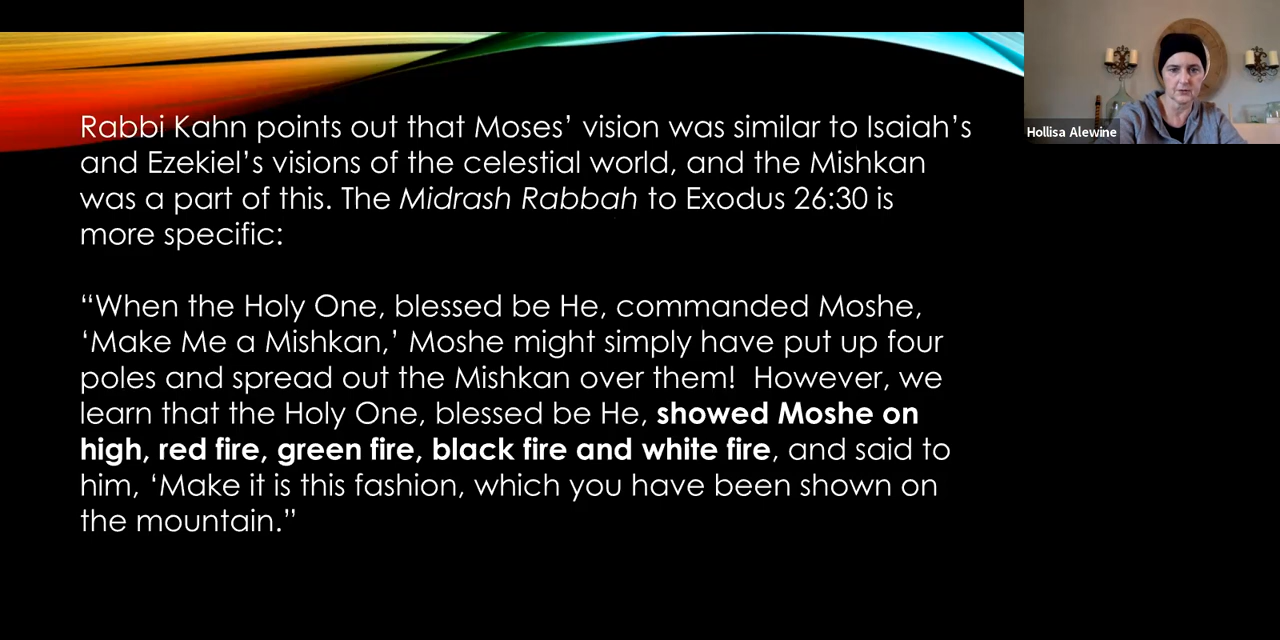 Rabbi Kahn points out that Moses’ vision was similar to Isaiah’s
and Ezekiel’s visions of the celestial world, and the Mishkan
was a part of this. The Midrash Rabbah to Exodus 26:30 is
more specific:
“When the Holy One, blessed be He, commanded Moshe,
‘Make Me a Mishkan,’ Moshe might simply have put up four
poles and spread out the Mishkan over them!  However, we
learn that the Holy One, blessed be He, showed Moshe on
high, red fire, green fire, black fire and white fire, and said to
him, ‘Make it is this fashion, which you have been shown on
the mountain.”
Hollisa Alewine